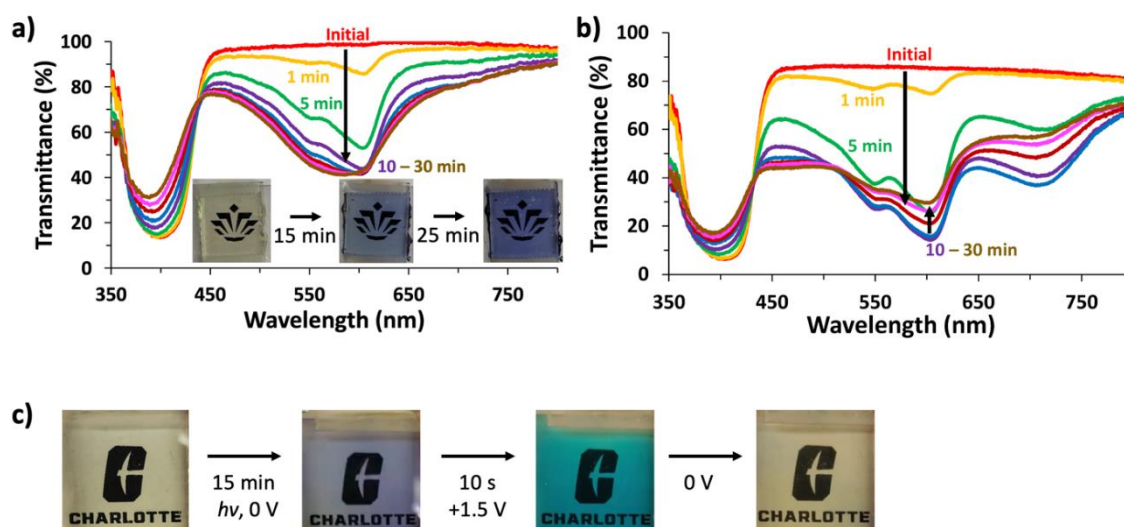 a)
Transmittance (%)
100
80
60
40
20
0
350
450
550
650
750
Wavelength (nm)
Initial
1 min
5 min
10 – 30 min
15 min
25 min
b)
Transmittance (%)
100
80
60
40
20
0
350
450
550
650
750
Wavelength (nm)
Initial
1 min
5 min
10 – 30 min
c)
C
CHARLOTTE
15 min
hv, 0 V
C
CHARLOTTE
10 s
+1.5 V
C
CHARLOTTE
0 V
C
CHARLOTTE